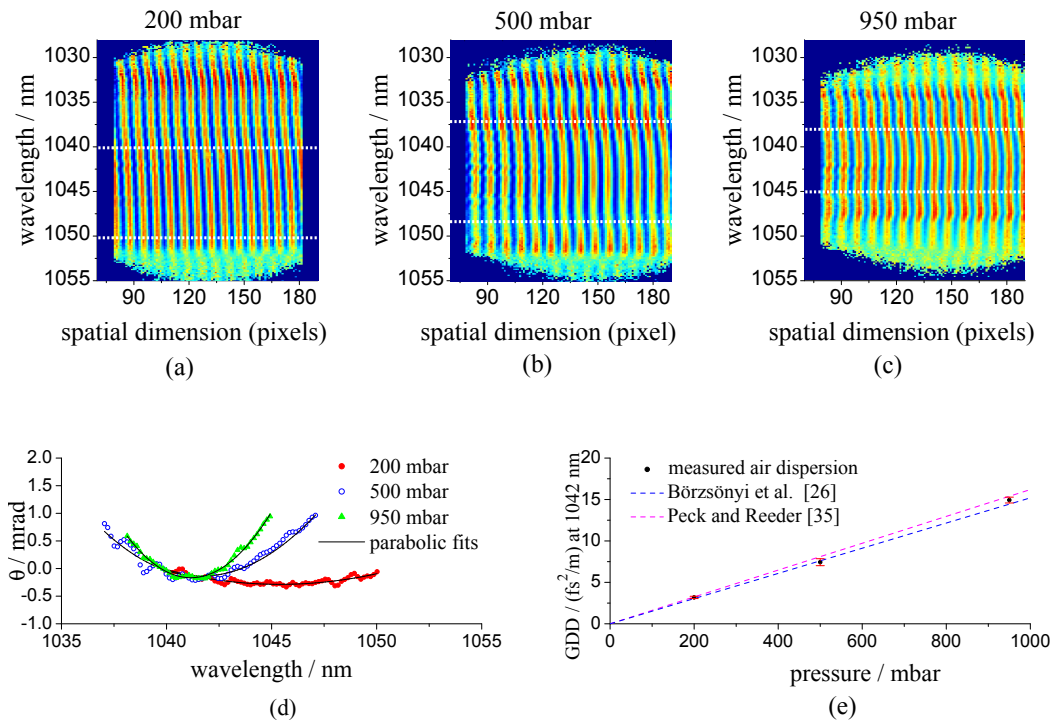 200 mbar
500 mbar
950 mbar
wavelength / nm
1030
1035
1040
1045
1050
1055
90
120
150
180
spatial dimension (pixels)
(a)
wavelength / nm
1030
1035
1040
1045
1050
1055
90
120
150
180
spatial dimension (pixel)
(b)
wavelength / nm
1030
1035
1040
1045
1050
1055
90
120
150
180
spatial dimension (pixels)
(c)
θ / mrad
2.0
1.5
1.0
0.5
0.0
-0.5
-1.0
200 mbar
500 mbar
950 mbar
parabolic fits
1035
1040
1045
1050
1055
wavelength / nm
(d)
GDD / (fs²/m) at 1042 nm
20
15
10
5
0
measured air dispersion
Börzsönyi et al. [26]
Peck and Reeder [35]
0
200
400
600
800
1000
pressure / mbar
(e)